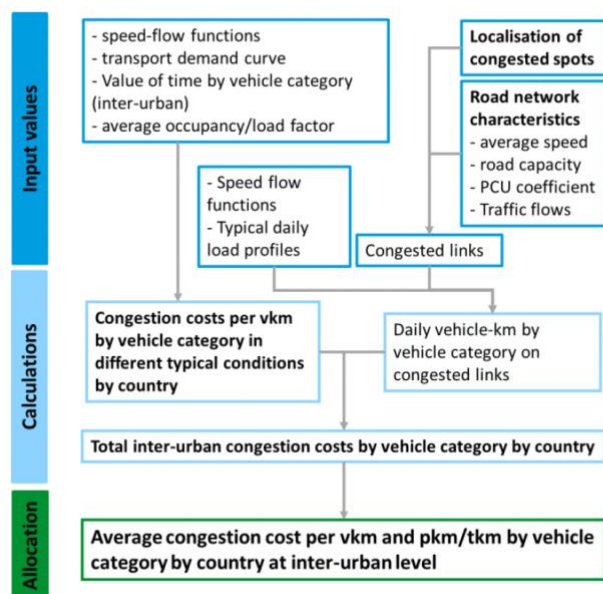 Input values
- speed-flow functions
- transport demand curve
- Value of time by vehicle category
(inter-urban)
- average occupancy/load factor
Localisation of
congested spots
Road network
characteristics
- average speed
- road capacity
- PCU coefficient
- Traffic flows
- Speed flow
functions
- Typical daily
load profiles
Congested links
Calculations
Congestion costs per vkm
by vehicle category in
different typical conditions
by country
Daily vehicle-km by
vehicle category on
congested links
Total inter-urban congestion costs by vehicle category by country
Allocation
Average congestion cost per vkm and pkm/tkm by vehicle
category by country at inter-urban level